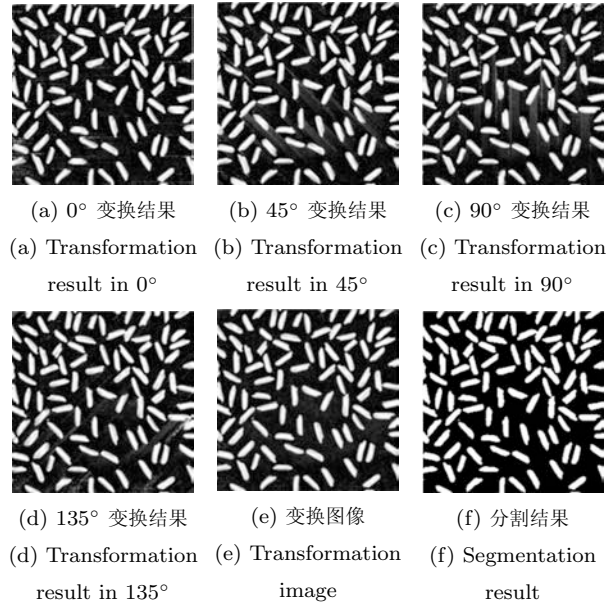 (a) 0° 变换结果 (b) 45° 变换结果 (c) 90° 变换结果
(a) Transformation (b) Transformation (c) Transformation
result in 0° result in 45° result in 90°
(d) 135° 变换结果 (e) 变换图像 (f) 分割结果
(d) Transformation (e) Transformation (f) Segmentation
result in 135° image result